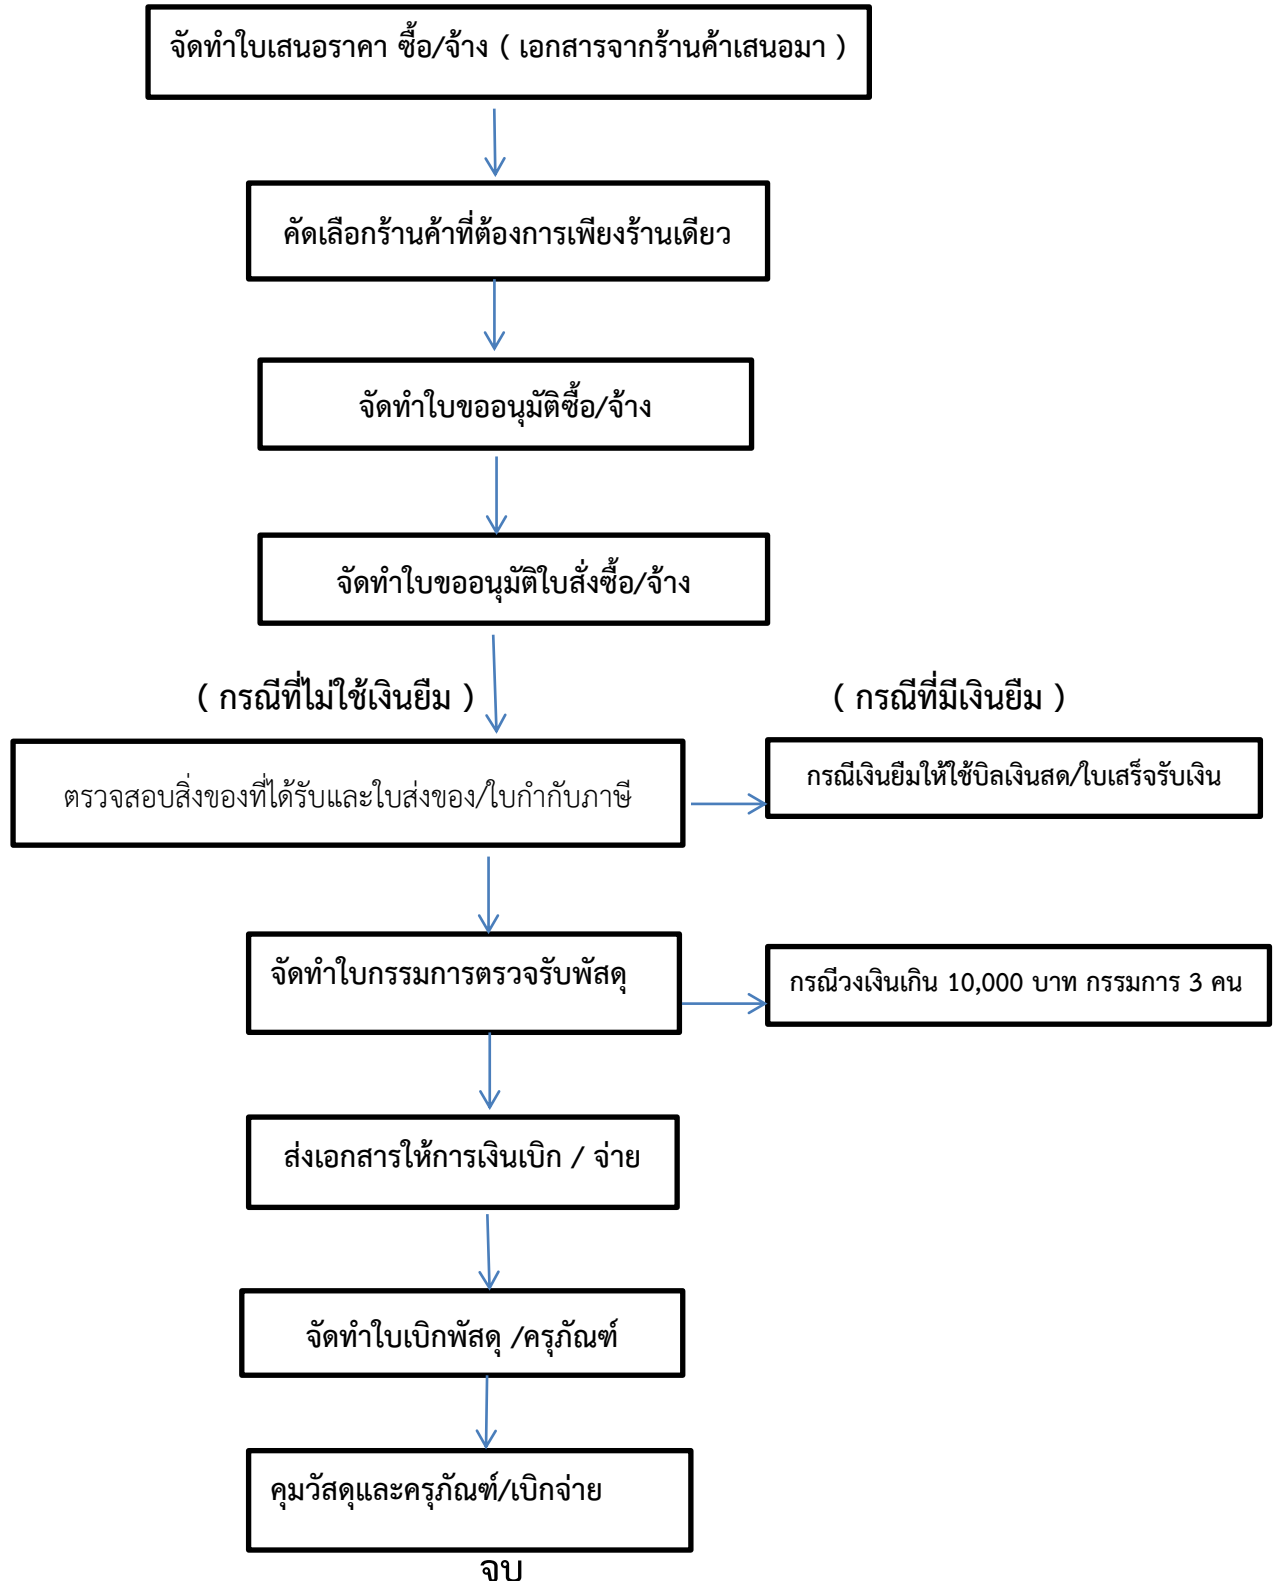 จัดทำใบเสนอราคา ซื้อ/จ้าง ( เอกสารจากร้านค้าเสนอมา )
คัดเลือกร้านค้าที่ต้องการเพียงร้านเดียว
จัดทำใบขออนุมัติซื้อ/จ้าง
จัดทำใบขออนุมัติใบสั่งซื้อ/จ้าง
( กรณีที่ไม่ใช้เงินยืม )
( กรณีที่มีเงินยืม )
ตรวจสอบสิ่งของที่ได้รับและใบส่งของ/ใบกำกับภาษี
กรณีเงินยืมให้ใช้บิลเงินสด/ใบเสร็จรับเงิน
จัดทำใบกรรมการตรวจรับพัสดุ
กรณีวงเงินเกิน 10,000 บาท กรรมการ 3 คน
ส่งเอกสารให้การเงินเบิก / จ่าย
จัดทำใบเบิกพัสดุ /ครุภัณฑ์
คุมวัสดุและครุภัณฑ์/เบิกจ่าย
จบ